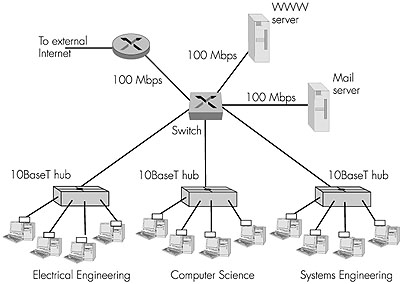 WWW
server
To external
Internet
100 Mbps
100 Mbps
100 Mbps
Mail
server
Switch
10BaseT hub
10BaseT hub
10BaseT hub
Electrical Engineering
Computer Science
Systems Engineering